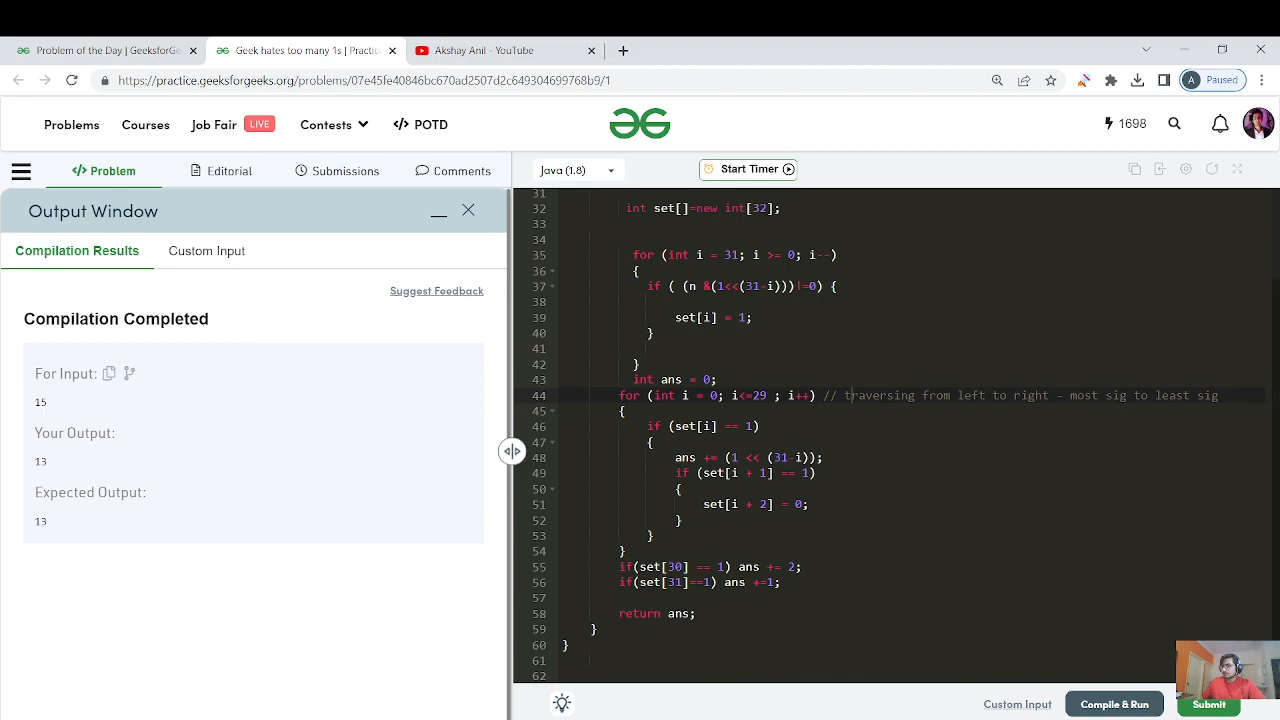 Problem of the Day | GeeksforGe
Geek hates too many 1s | Practic
Akshay Anil - YouTube
https://practice.geeksforgeeks.org/problems/07e45fe40846bc670ad2507d2c649304699768b9/1
A Paused
Problems Courses Job Fair LIVE Contests </> POTD
1698
</> Problem Editorial Submissions Comments
Java (1.8) Start Timer
Output Window
Compilation Results Custom Input
Suggest Feedback
Compilation Completed
For Input:
15
Your Output:
13
Expected Output:
13
31
32 int set[]=new int[32];
33
34
35 for (int i = 31; i >= 0; i--)
36 {
37 if ( (n &(1<<(31-i)))!=0) {
38
39 set[i] = 1;
40 }
41
42 }
43 int ans = 0;
44 for (int i = 0; i<=29 ; i++) // traversing from left to right - most sig to least sig
45 {
46 if (set[i] == 1)
47 {
48 ans += (1 << (31-i));
49 if (set[i + 1] == 1)
50 {
51 set[i + 2] = 0;
52 }
53 }
54 }
55 if(set[30] == 1) ans += 2;
56 if(set[31]==1) ans +=1;
57
58 return ans;
59 }
60 }
61
62
Custom Input Compile & Run Submit